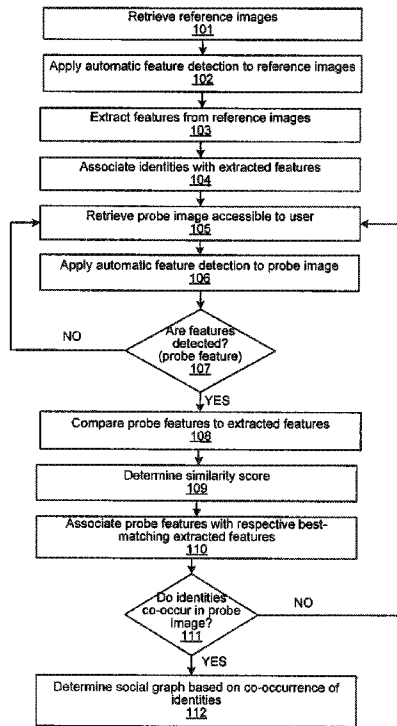 Retrieve reference images
101
Apply automatic feature detection to reference images
102
Extract features from reference images
103
Associate identities with extracted features
104
Retrieve probe image accessible to user
105
Apply automatic feature detection to probe image
106
Are features
detected?
(probe feature)
107
NO
YES
Compare probe features to extracted features
108
Determine similarity score
109
Associate probe features with respective best-
matching extracted features
110
Do identities
co-occur in probe
image?
111
NO
YES
Determine social graph based on co-occurrence of
identities
112